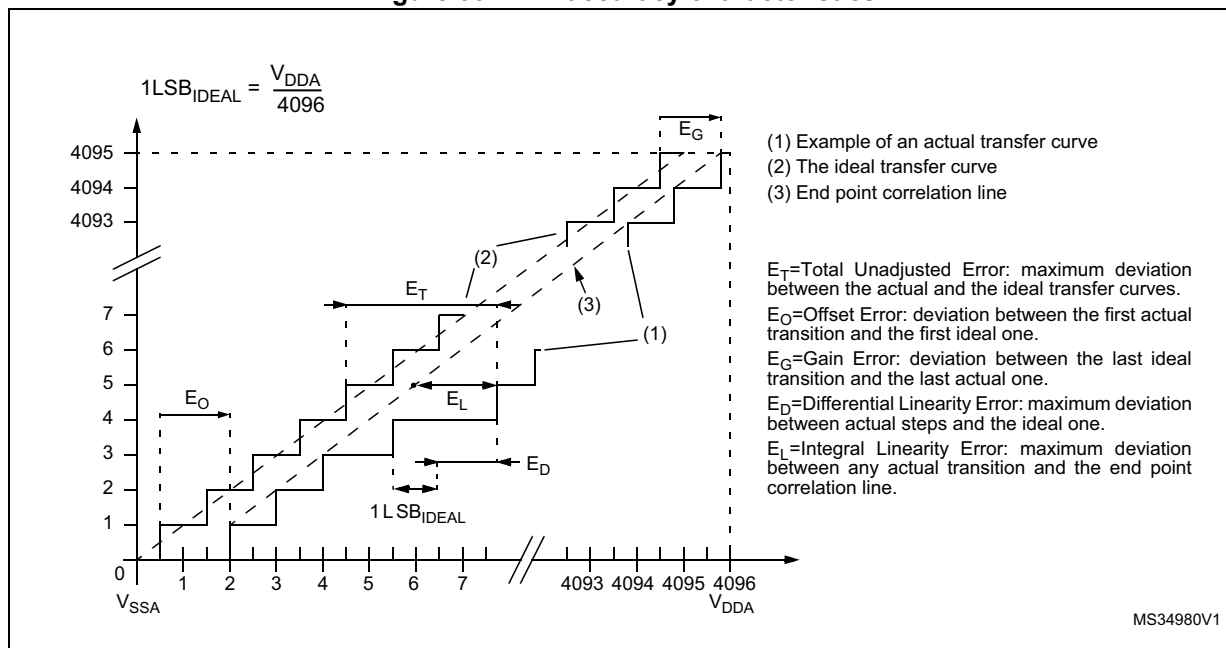 1LSB_IDEAL = V_DDA / 4096
E_G
4095
4094
4093
(1) Example of an actual transfer curve
(2) The ideal transfer curve
(3) End point correlation line
(2)
(3)
(1)
E_T
7
6
5
4
3
2
1
0
E_O
E_L
E_D
1 L SB_IDEAL
E_T=Total Unadjusted Error: maximum deviation
between the actual and the ideal transfer curves.
E_O=Offset Error: deviation between the first actual
transition and the first ideal one.
E_G=Gain Error: deviation between the last ideal
transition and the last actual one.
E_D=Differential Linearity Error: maximum deviation
between actual steps and the ideal one.
E_L=Integral Linearity Error: maximum deviation
between any actual transition and the end point
correlation line.
1 2 3 4 5 6 7 4093 4094 4095 4096
V_SSA V_DDA
MS34980V1